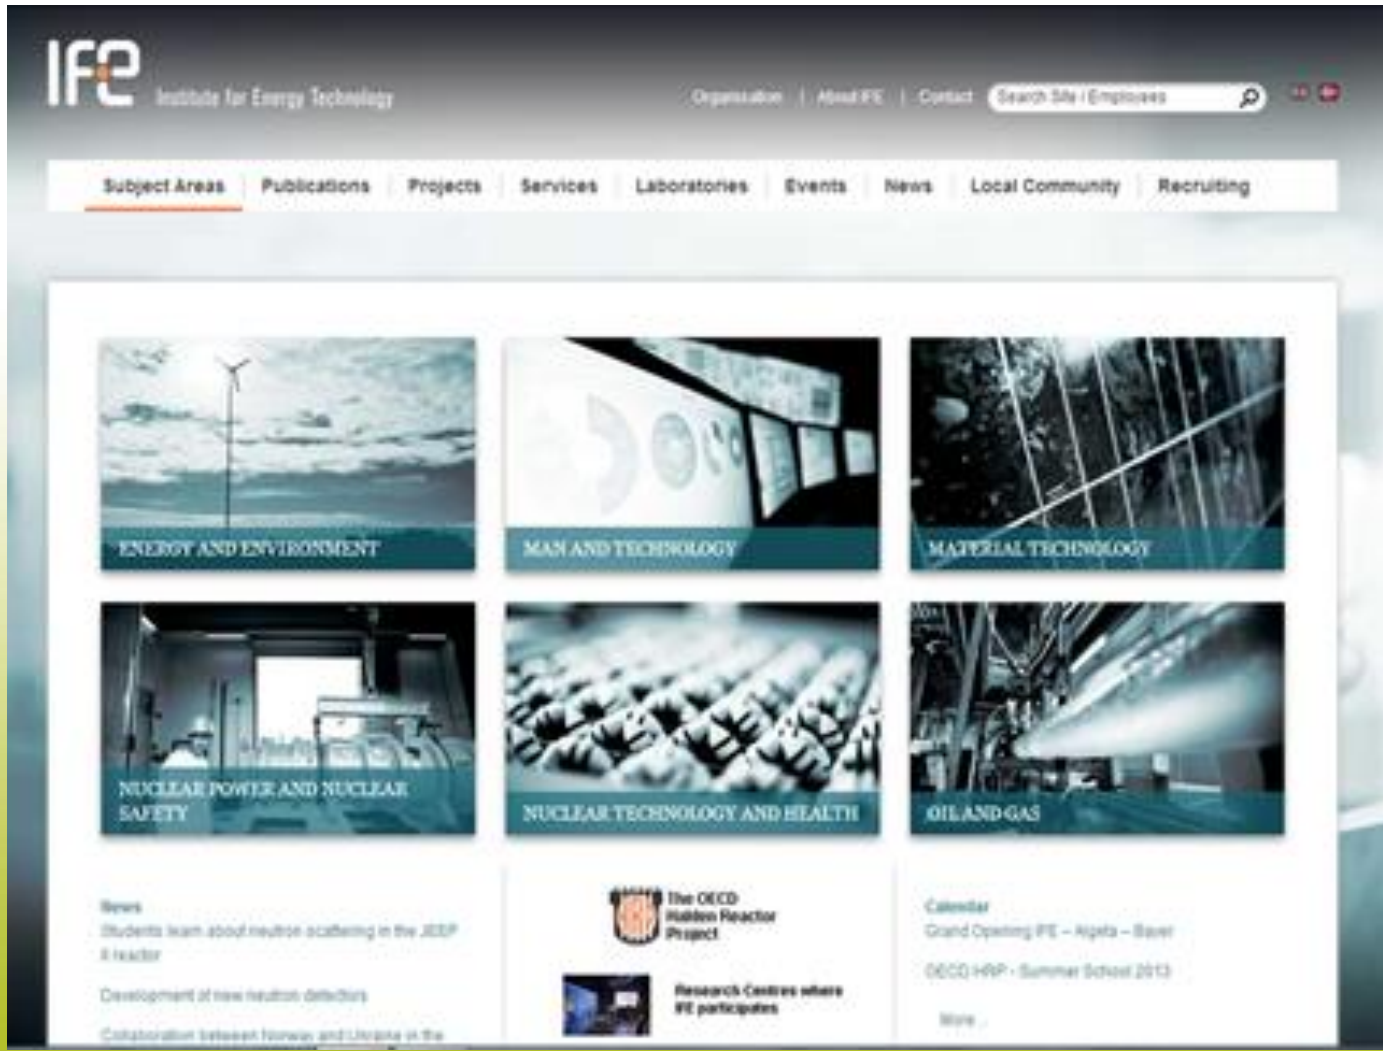 IFE
Institute for Energy Technology
Organisation | About IFE | Contact
Search Site / Employees
Subject Areas
Publications
Projects
Services
Laboratories
Events
News
Local Community
Recruiting
ENERGY AND ENVIRONMENT
MAN AND TECHNOLOGY
MATERIAL TECHNOLOGY
NUCLEAR POWER AND NUCLEAR
SAFETY
NUCLEAR TECHNOLOGY AND HEALTH
OIL AND GAS
News
Students learn about neutron scattering in the JEEP
II reactor
Development of new neutron detectors
Collaboration between Norway and Ukraine in the
The OECD
Halden Reactor
Project
Research Centres where
IFE participates
Calendar
Grand Opening IFE – Algeta – Bayer
OECD HRP - Summer School 2013
More...